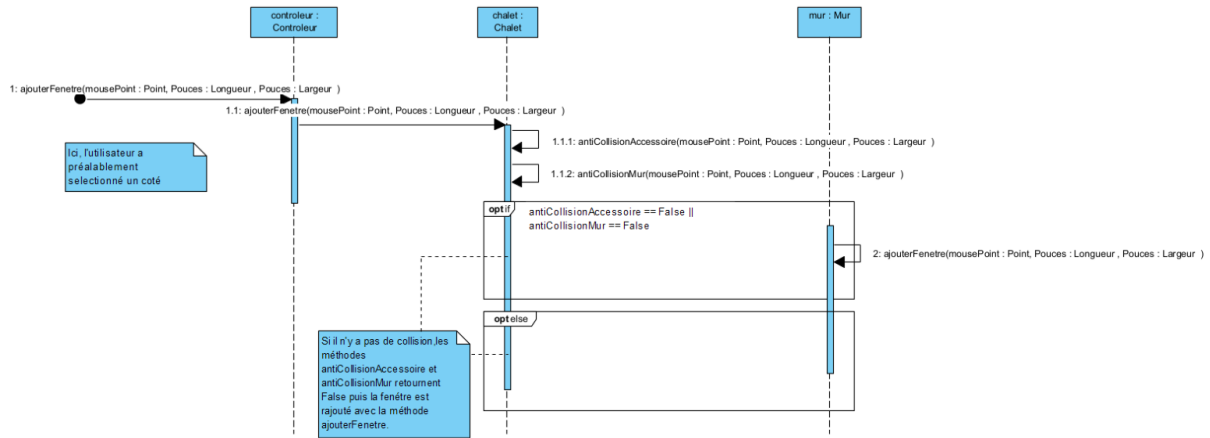 controleur :
Controleur
chalet :
Chalet
mur : Mur
1: ajouterFenetre(mousePoint : Point, Pouces : Longueur , Pouces : Largeur )
1.1: ajouterFenetre(mousePoint : Point, Pouces : Longueur , Pouces : Largeur )
1.1.1: antiCollisionAccessoire(mousePoint : Point, Pouces : Longueur , Pouces : Largeur )
Ici, l'utilisateur a
préalablement
selectionné un coté
1.1.2: antiCollisionMur(mousePoint : Point, Pouces : Longueur , Pouces : Largeur )
opt if
antiCollisionAccessoire == False ||
antiCollisionMur == False
2: ajouterFenetre(mousePoint : Point, Pouces : Longueur , Pouces : Largeur )
opt else
Si il n'y a pas de collision,les
méthodes
antiCollisionAccessoire et
antiCollisionMur retournent
False puis la fenêtre est
rajouté avec la méthode
ajouterFenetre.